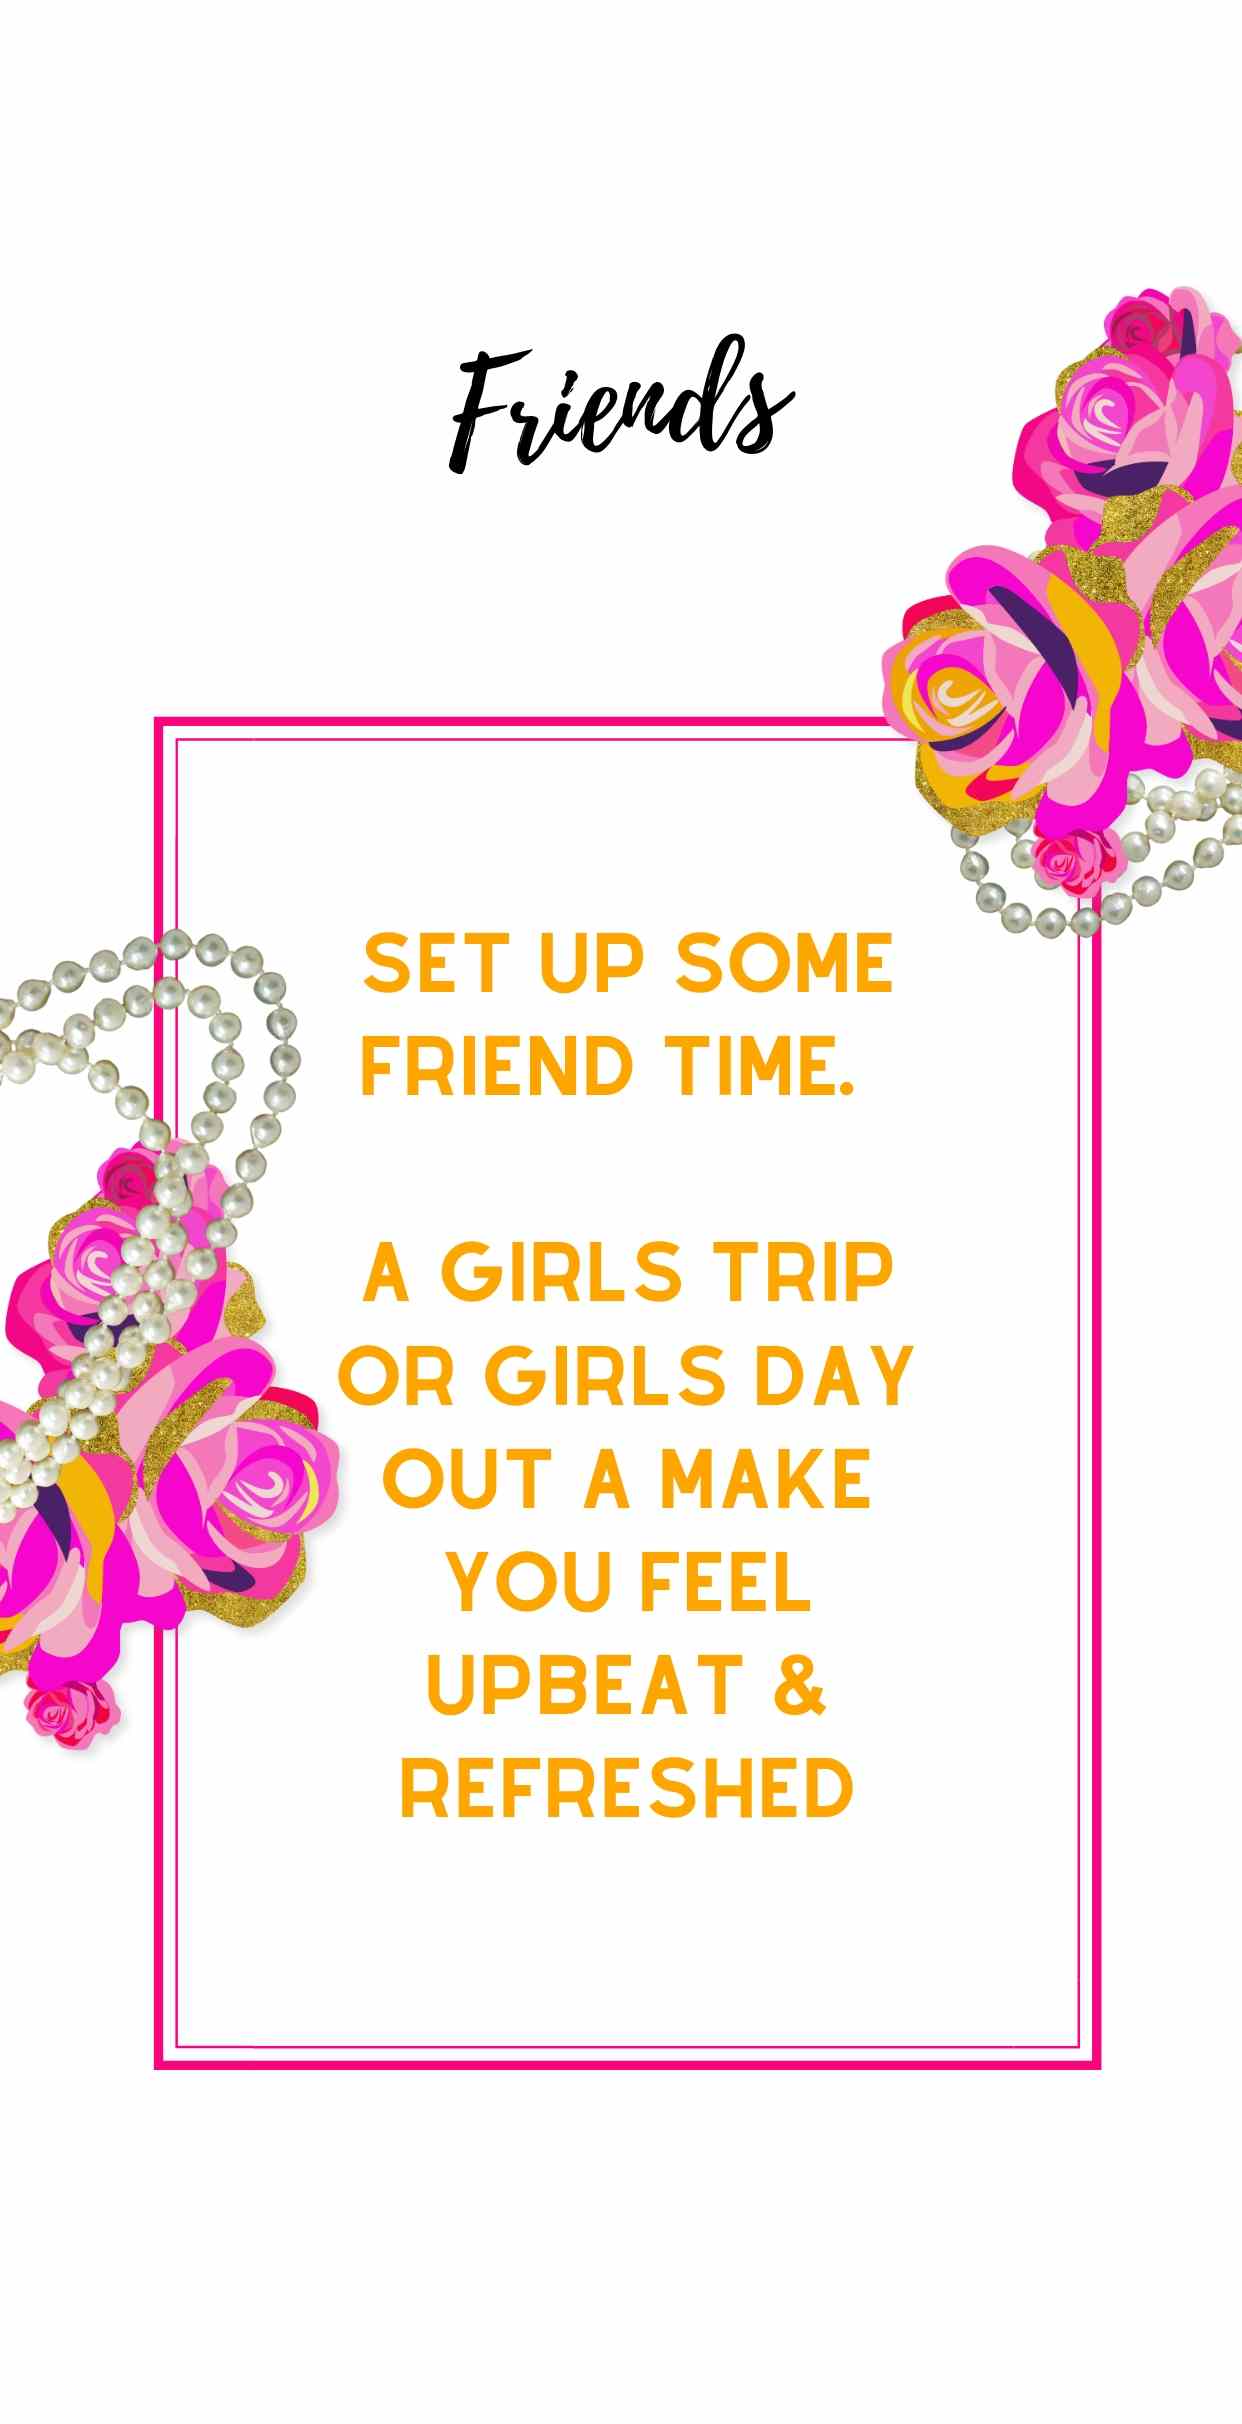 Friends
SET UP SOME
FRIEND TIME.
A GIRLS TRIP
OR GIRLS DAY
OUT A MAKE
YOU FEEL
UPBEAT &
REFRESHED